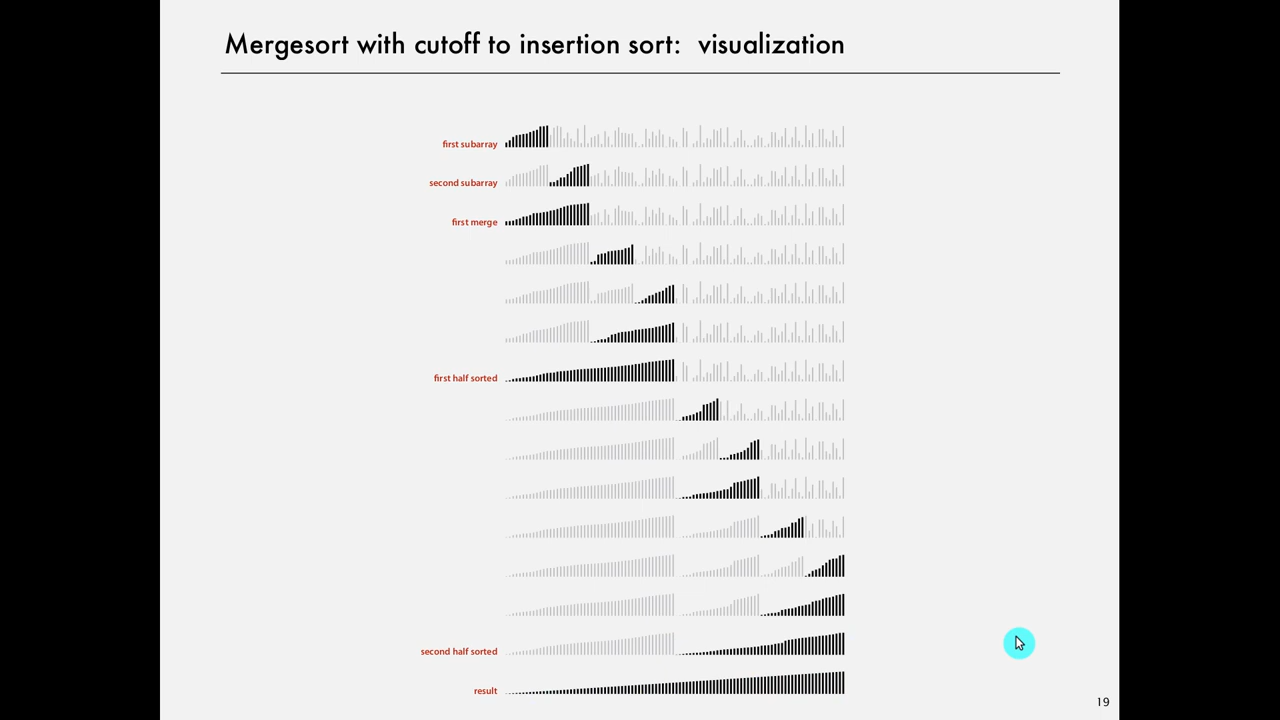 Mergesort with cutoff to insertion sort: visualization
first subarray
second subarray
first merge
first half sorted
second half sorted
result
19